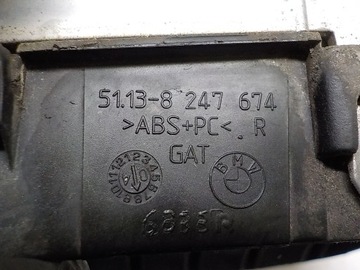 51.13-8 247 674
>ABS+PC< R
GAT
BMW